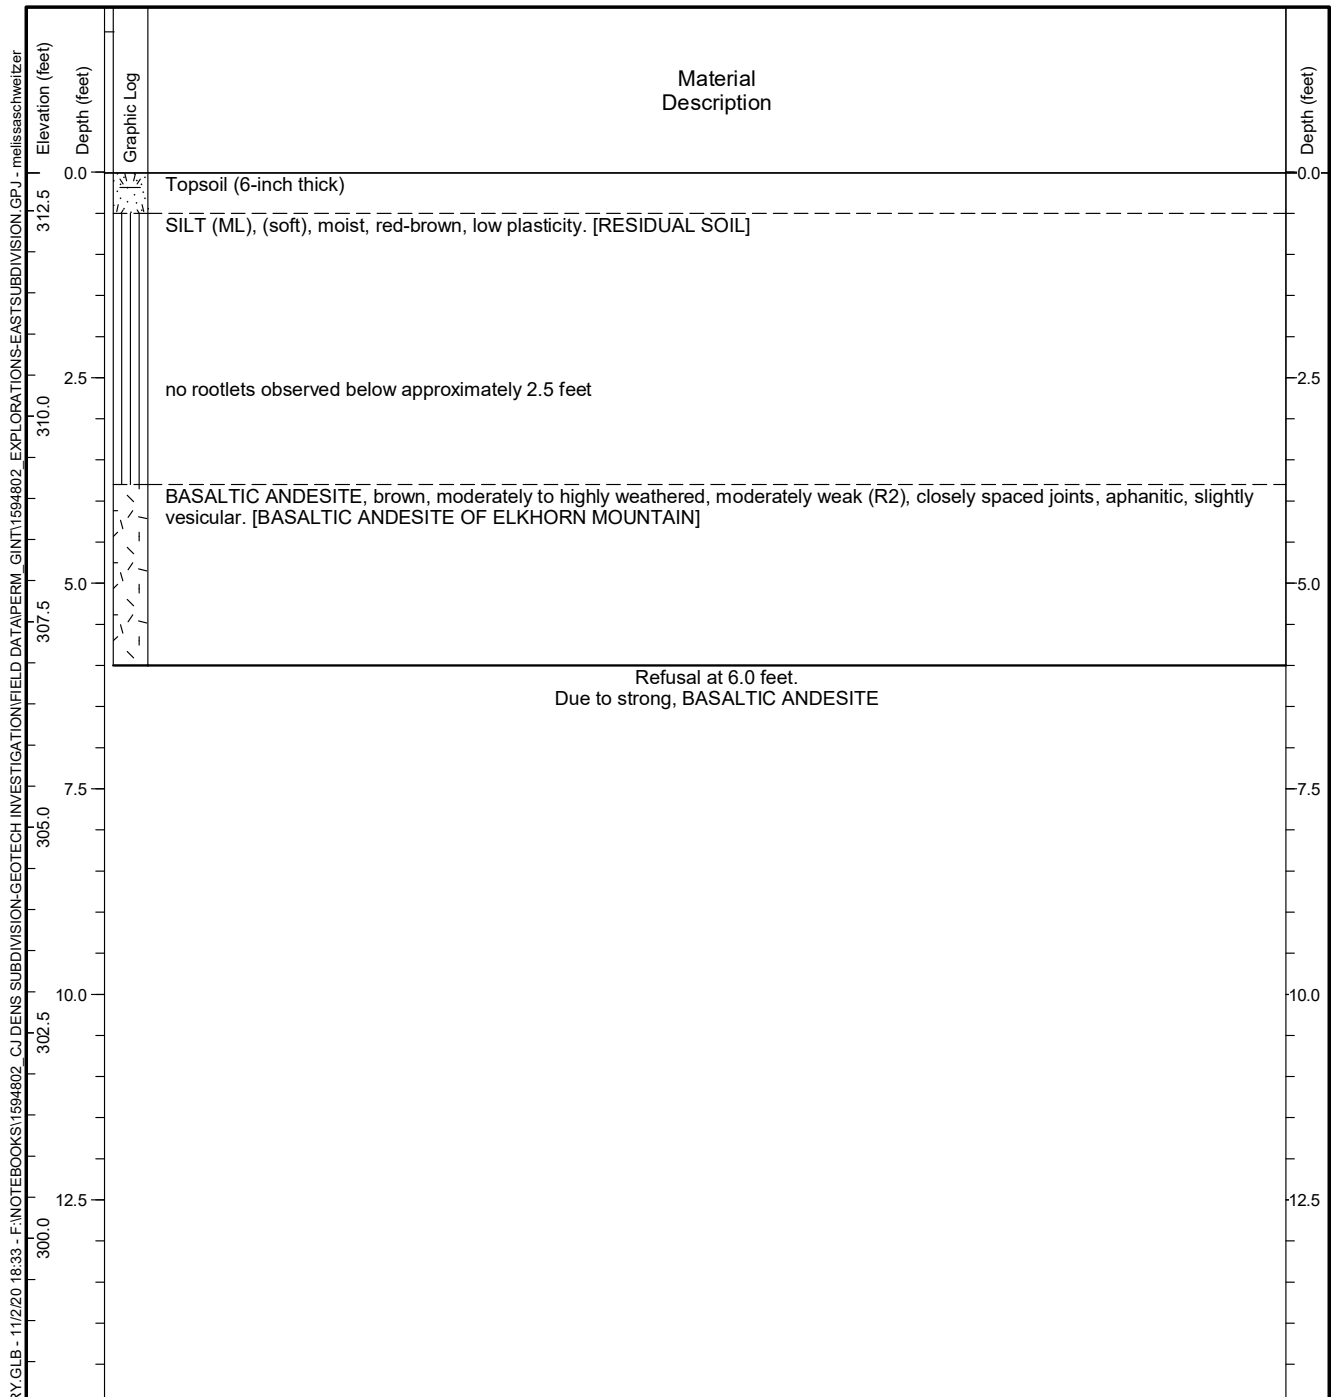 RY.GLB - 11/2/20 18:33 - F:\NOTEBOOKS\1594802_CJ DENS SUBDIVISION-GEOTECH INVESTIGATION\FIELD DATA\PERM_GINT\1594802_EXPLORATIONS-EASTSUBDIVISION.GPJ - melissaschweitzer
Elevation (feet)
Depth (feet)
Graphic Log
Material
Description
Depth (feet)
0.0
0.0
Topsoil (6-inch thick)
312.5
SILT (ML), (soft), moist, red-brown, low plasticity. [RESIDUAL SOIL]
2.5
2.5
no rootlets observed below approximately 2.5 feet
310.0
BASALTIC ANDESITE, brown, moderately to highly weathered, moderately weak (R2), closely spaced joints, aphanitic, slightly
vesicular. [BASALTIC ANDESITE OF ELKHORN MOUNTAIN]
5.0
5.0
307.5
Refusal at 6.0 feet.
Due to strong, BASALTIC ANDESITE
7.5
7.5
305.0
10.0
10.0
302.5
12.5
12.5
300.0